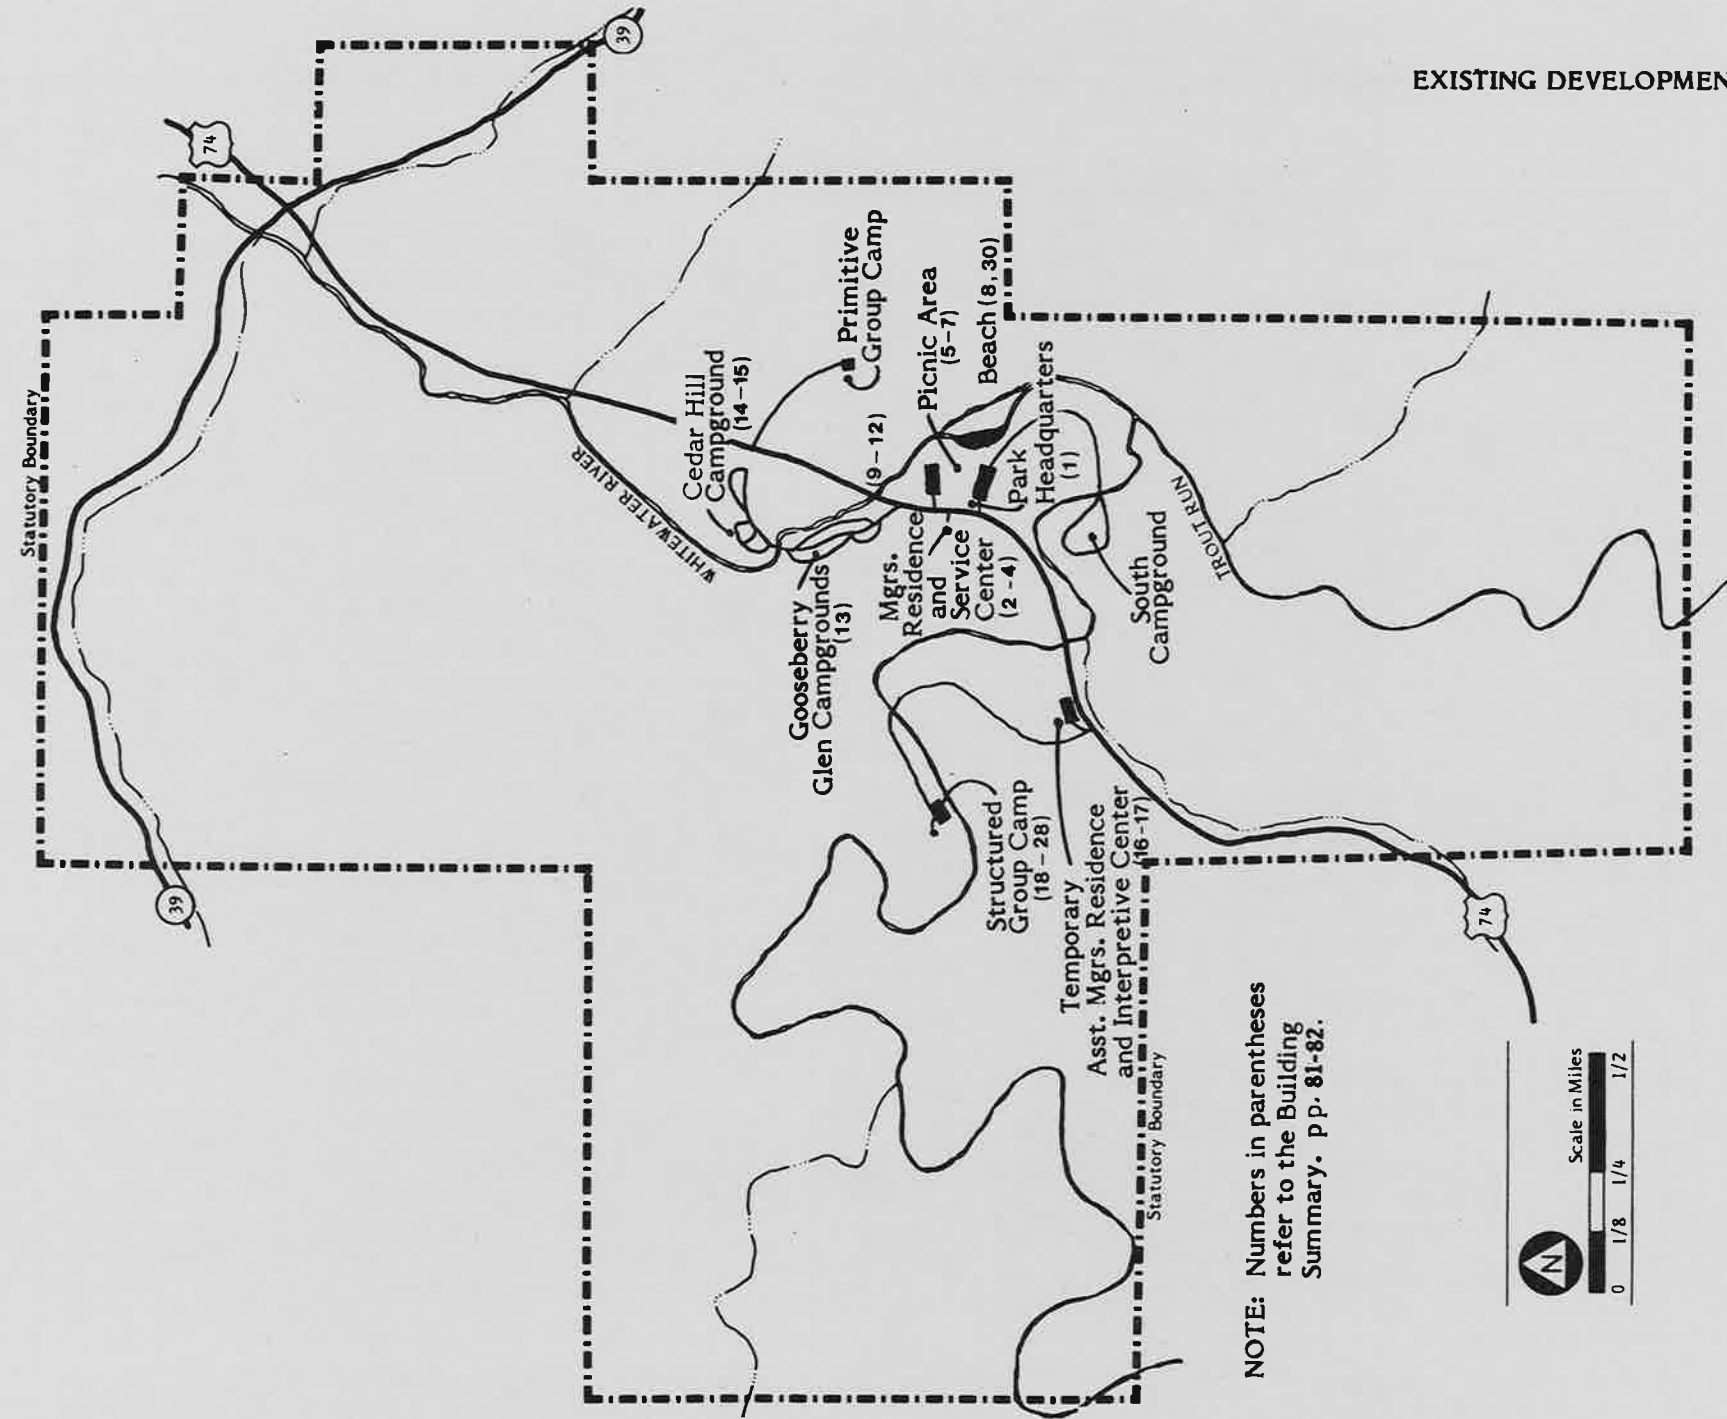 EXISTING DEVELOPMEN
39
74
Statutory Boundary
Primitive
Group Camp
Picnic Area
(5-7)
Beach (8,30)
Cedar Hill
Campground
(14-15)
WHITEWATER RIVER
(9-12)
Park
Headquarters
(1)
Mgrs.
Residence
and
Service
Center
(2-4)
Gooseberry
Glen Campgrounds
(13)
South
Campground
TROUT RUN
Structured
Group Camp
(18-28)
Temporary
Asst. Mgrs. Residence
and Interpretive Center
(16-17)
39
74
Statutory Boundary
NOTE: Numbers in parentheses
refer to the Building
Summary. pp. 81-82.
N
Scale in Miles
0 1/8 1/4 1/2